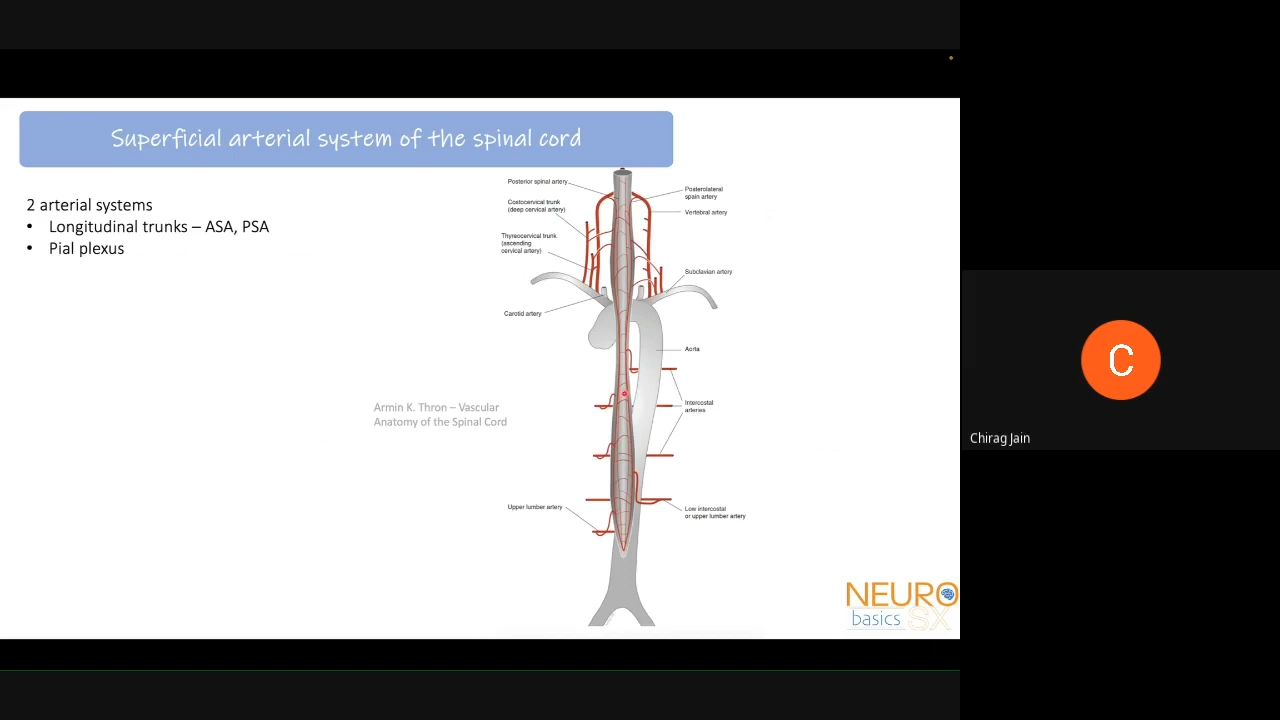 Superficial arterial system of the spinal cord
2 arterial systems
• Longitudinal trunks – ASA, PSA
• Pial plexus
Posterior spinal artery
Costocervical trunk
(deep cervical artery)
Thyreocervical trunk
(ascending
cervical artery)
Carotid artery
Upper lumber artery
Posterolateral
spain artery
Vertebral artery
Subclavian artery
Aorta
Intercostal
arteries
Low intercostal
or upper lumber artery
Armin K. Thron – Vascular
Anatomy of the Spinal Cord
NEURO
basics SX
C
Chirag Jain